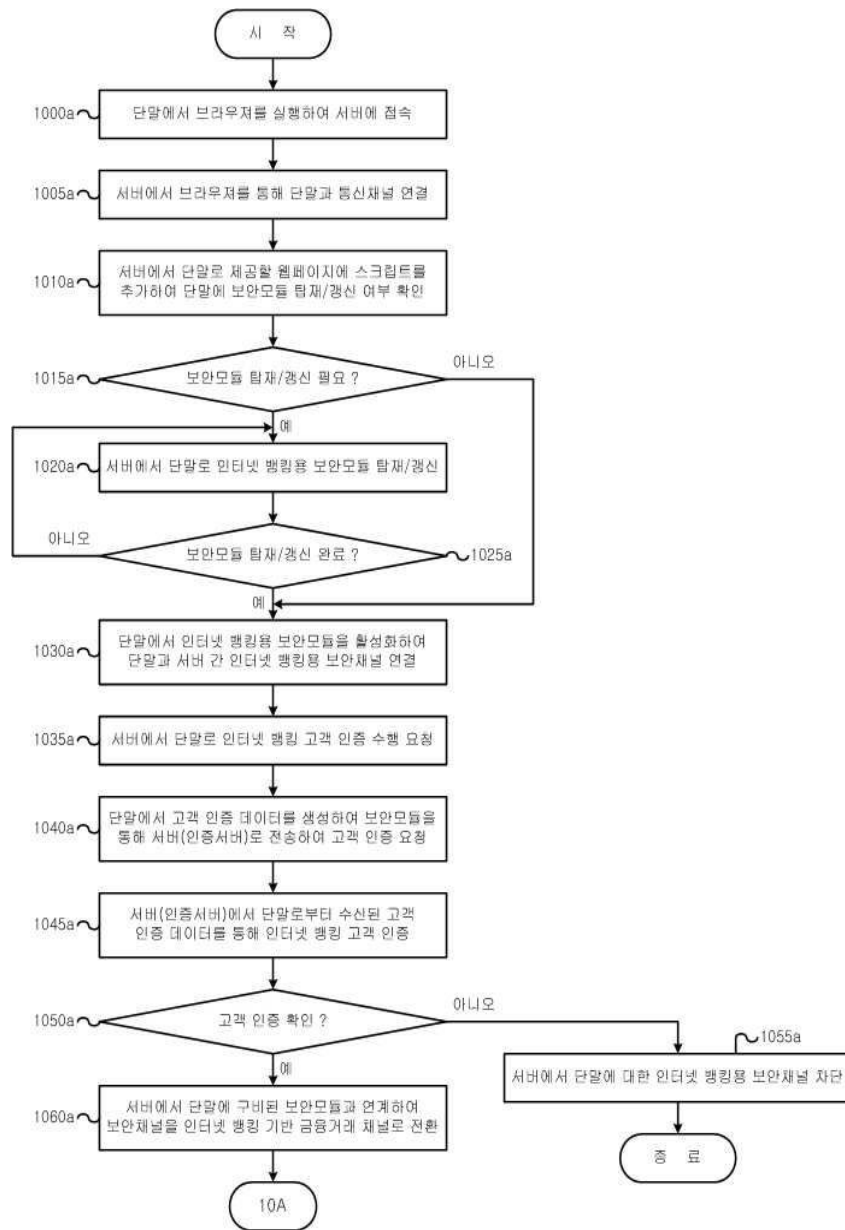 시 작
1000a
단말에서 브라우져를 실행하여 서버에 접속
1005a
서버에서 브라우져를 통해 단말과 통신채널 연결
1010a
서버에서 단말로 제공할 웹페이지에 스크립트를
추가하여 단말에 보안모듈 탑재/갱신 여부 확인
1015a
보안모듈 탑재/갱신 필요 ?
아니오
예
1020a
서버에서 단말로 인터넷 뱅킹용 보안모듈 탑재/갱신
아니오
보안모듈 탑재/갱신 완료 ?
1025a
예
1030a
단말에서 인터넷 뱅킹용 보안모듈을 활성화하여
단말과 서버 간 인터넷 뱅킹용 보안채널 연결
1035a
서버에서 단말로 인터넷 뱅킹 고객 인증 수행 요청
1040a
단말에서 고객 인증 데이터를 생성하여 보안모듈을
통해 서버(인증서버)로 전송하여 고객 인증 요청
1045a
서버(인증서버)에서 단말로부터 수신된 고객
인증 데이터를 통해 인터넷 뱅킹 고객 인증
1050a
고객 인증 확인 ?
아니오
1055a
서버에서 단말에 대한 인터넷 뱅킹용 보안채널 차단
예
1060a
서버에서 단말에 구비된 보안모듈과 연계하여
보안채널을 인터넷 뱅킹 기반 금융거래 채널로 전환
종 료
10A